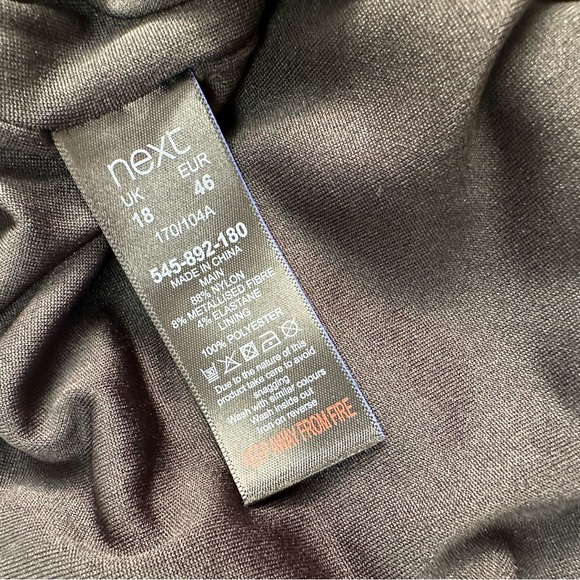 next
UK EUR
18 46
170/104A
545-892-180
MADE IN CHINA
MAIN
88% NYLON
8% METALLISED FIBRE
4% ELASTANE
LINING
100% POLYESTER
Due to the nature of this
product take care to avoid
snagging
Wash with similar colours
Wash inside out
Iron on reverse
KEEP AWAY FROM FIRE